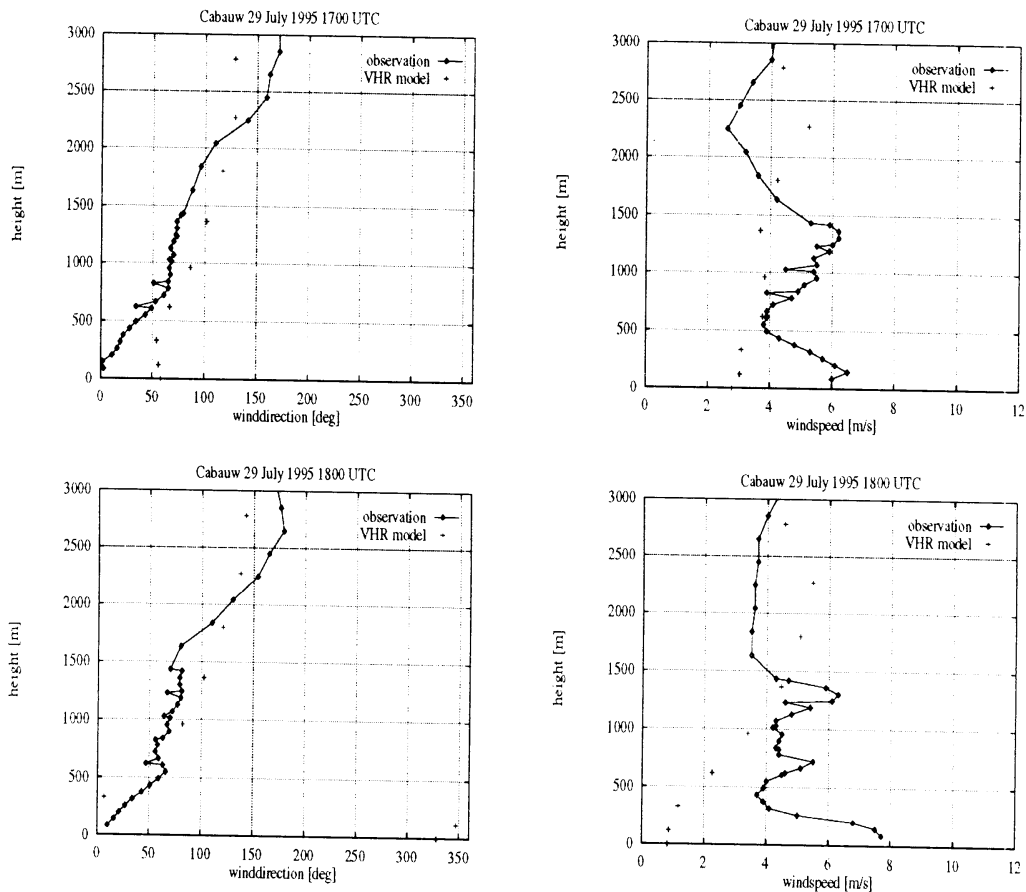 Cabauw 29 July 1995 1700 UTC
3000
2500
2000
1500
1000
500
0
height [m]
observation
VHR model
0 50 100 150 200 250 300 350
winddirection [deg]
Cabauw 29 July 1995 1700 UTC
3000
2500
2000
1500
1000
500
0
height [m]
observation
VHR model
0 2 4 6 8 10 12
windspeed [m/s]
Cabauw 29 July 1995 1800 UTC
3000
2500
2000
1500
1000
500
0
height [m]
observation
VHR model
0 50 100 150 200 250 300 350
winddirection [deg]
Cabauw 29 July 1995 1800 UTC
3000
2500
2000
1500
1000
500
0
height [m]
observation
VHR model
0 2 4 6 8 10 12
windspeed [m/s]